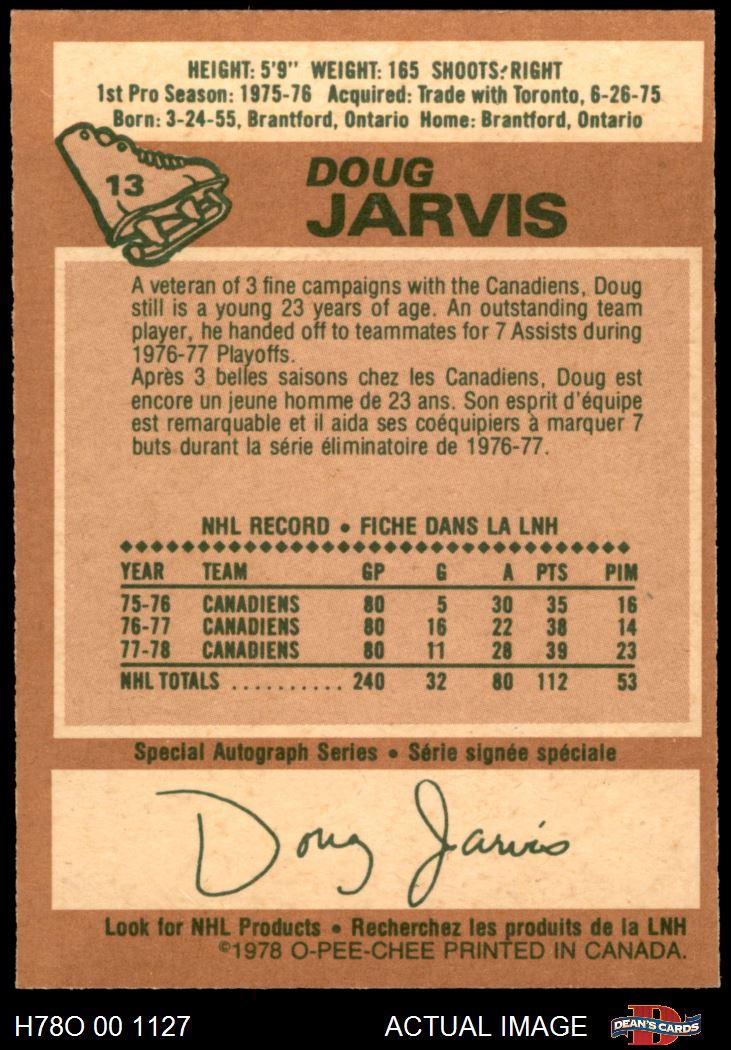 HEIGHT: 5'9" WEIGHT: 165 SHOOTS: RIGHT
1st Pro Season: 1975-76 Acquired: Trade with Toronto, 6-26-75
Born: 3-24-55, Brantford, Ontario Home: Brantford, Ontario
13
DOUG
JARVIS
A veteran of 3 fine campaigns with the Canadiens, Doug
still is a young 23 years of age. An outstanding team
player, he handed off to teammates for 7 Assists during
1976-77 Playoffs.
Après 3 belles saisons chez les Canadiens, Doug est
encore un jeune homme de 23 ans. Son esprit d'équipe
est remarquable et il aida ses coéquipiers à marquer 7
buts durant la série éliminatoire de 1976-77.
NHL RECORD • FICHE DANS LA LNH
YEAR TEAM GP G A PTS PIM
75-76 CANADIENS 80 5 30 35 16
76-77 CANADIENS 80 16 22 38 14
77-78 CANADIENS 80 11 28 39 23
NHL TOTALS .......... 240 32 80 112 53
Special Autograph Series • Série signée spéciale
Doug Jarvis
Look for NHL Products • Recherchez les produits de la LNH
©1978 O-PEE-CHEE PRINTED IN CANADA.
H78O 00 1127 ACTUAL IMAGE D DEAN'S CARDS